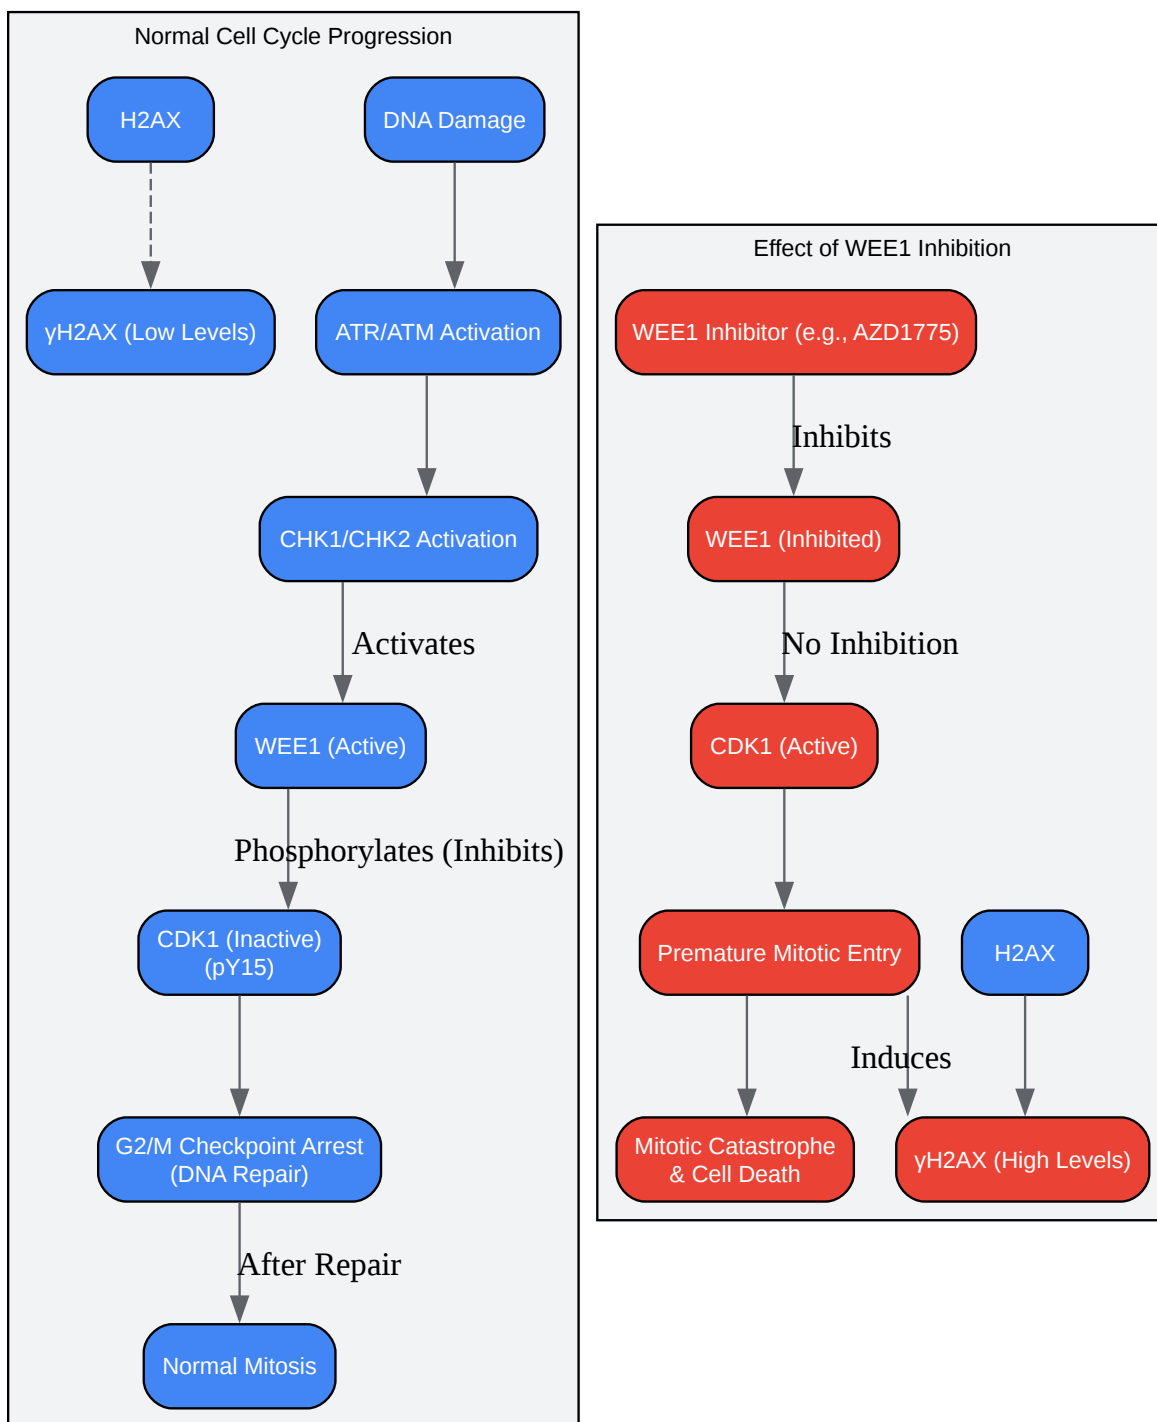 Normal Cell Cycle Progression
H2AX
DNA Damage
γH2AX (Low Levels)
ATR/ATM Activation
CHK1/CHK2 Activation
Activates
WEE1 (Active)
Phosphorylates (Inhibits)
CDK1 (Inactive)
(pY15)
G2/M Checkpoint Arrest
(DNA Repair)
After Repair
Normal Mitosis
Effect of WEE1 Inhibition
WEE1 Inhibitor (e.g., AZD1775)
Inhibits
WEE1 (Inhibited)
No Inhibition
CDK1 (Active)
Premature Mitotic Entry
H2AX
Induces
Mitotic Catastrophe
& Cell Death
γH2AX (High Levels)